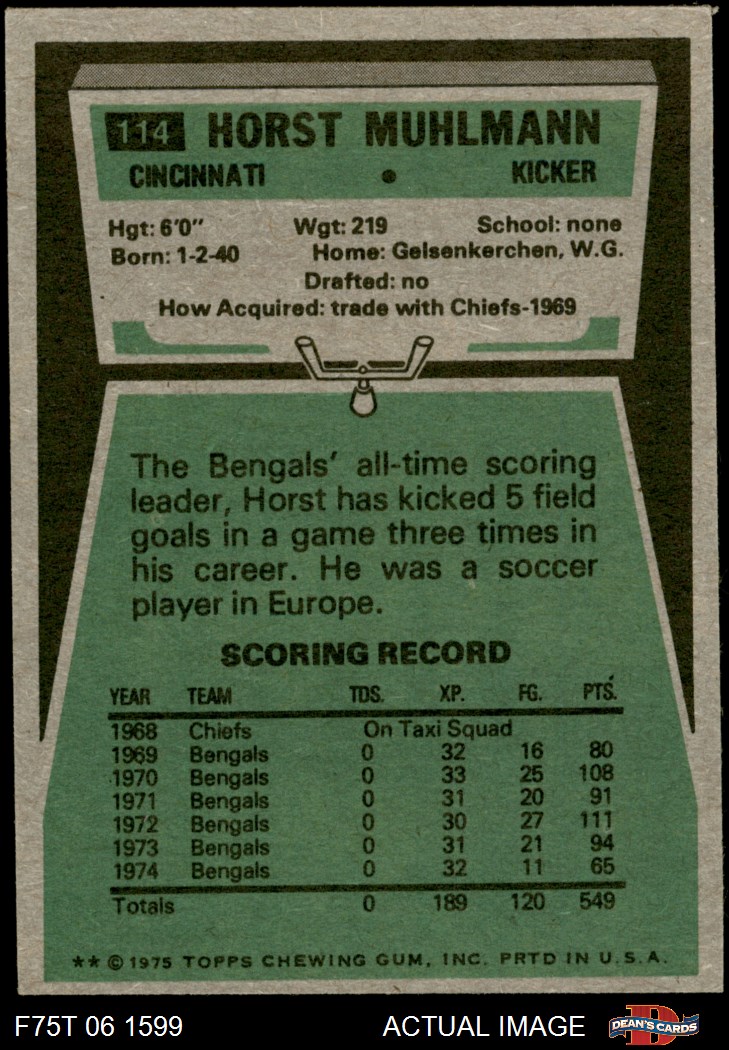 114 HORST MUHLMANN
CINCINNATI • KICKER
Hgt: 6'0" Wgt: 219 School: none
Born: 1-2-40 Home: Gelsenkerchen, W.G.
Drafted: no
How Acquired: trade with Chiefs-1969
The Bengals' all-time scoring
leader, Horst has kicked 5 field
goals in a game three times in
his career. He was a soccer
player in Europe.
SCORING RECORD
YEAR TEAM TDS. XP. FG. PTS.
1968 Chiefs On Taxi Squad
1969 Bengals 0 32 16 80
1970 Bengals 0 33 25 108
1971 Bengals 0 31 20 91
1972 Bengals 0 30 27 111
1973 Bengals 0 31 21 94
1974 Bengals 0 32 11 65
Totals 0 189 120 549
** © 1975 TOPPS CHEWING GUM, INC. PRTD IN U.S.A.
F75T 06 1599 ACTUAL IMAGE D DEAN'S CARDS